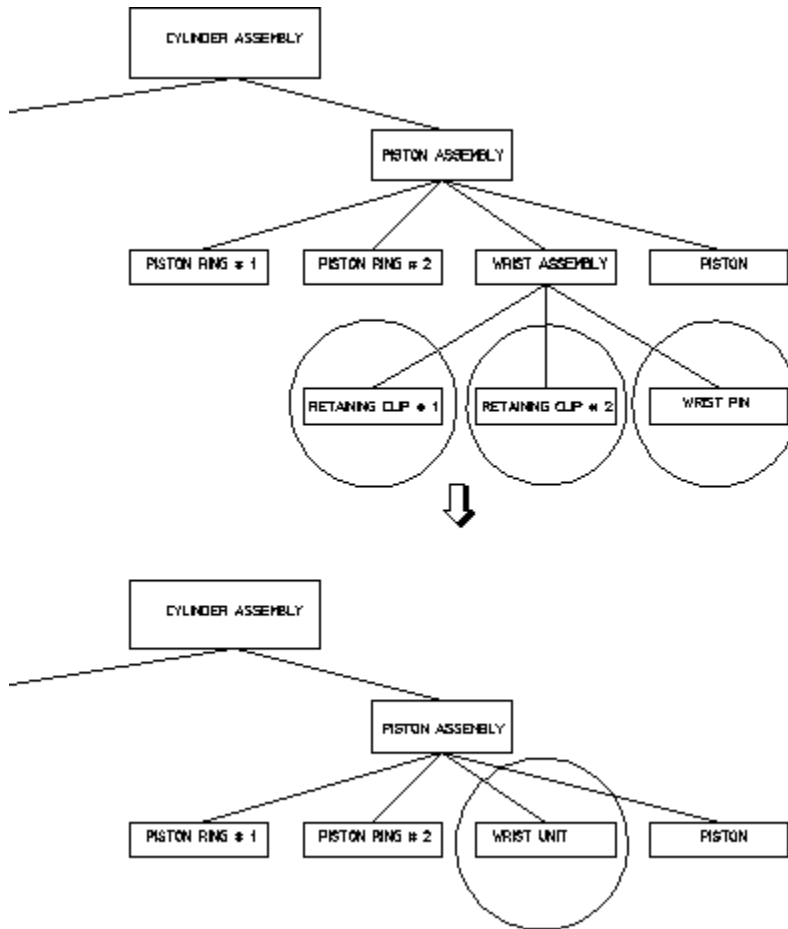 CYLINDER ASSEMBLY
PISTON ASSEMBLY
PISTON RING # 1
PISTON RING # 2
WRIST ASSEMBLY
PISTON
RETAINING CLIP # 1
RETAINING CLIP # 2
WRIST PIN
CYLINDER ASSEMBLY
PISTON ASSEMBLY
PISTON RING # 1
PISTON RING # 2
WRIST UNIT
PISTON